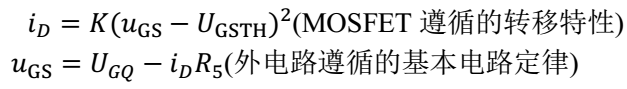 i_D = K(u_GS − U_GSTH)²(MOSFET 遵循的转移特性)
u_GS = U_GQ − i_D R_5(外电路遵循的基本电路定律)